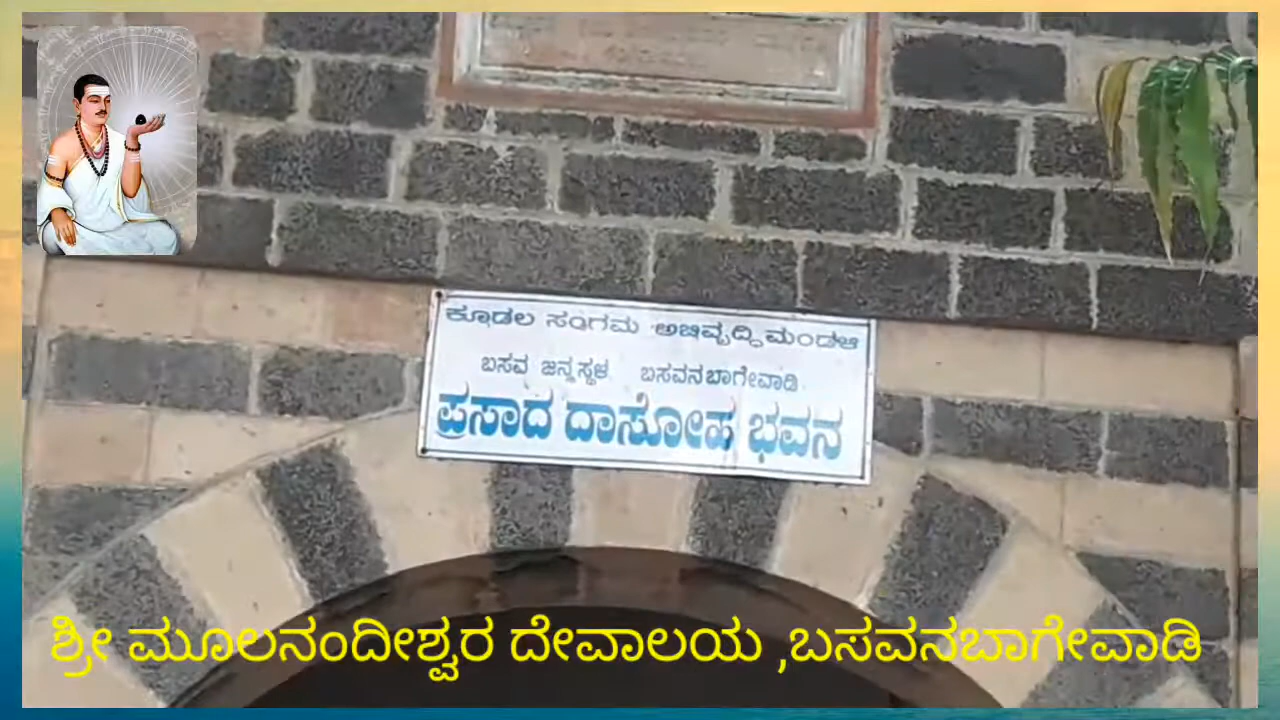 ಕೂಡಲ ಸಂಗಮ ಅಭಿವೃದ್ಧಿ ಮಂಡಳಿ
ಬಸವ ಜನ್ಮಸ್ಥಳ ಬಸವನಬಾಗೇವಾಡಿ
ಪ್ರಸಾದ ದಾಸೋಹ ಭವನ
ಶ್ರೀ ಮೂಲನಂದೀಶ್ವರ ದೇವಾಲಯ ,ಬಸವನಬಾಗೇವಾಡಿ